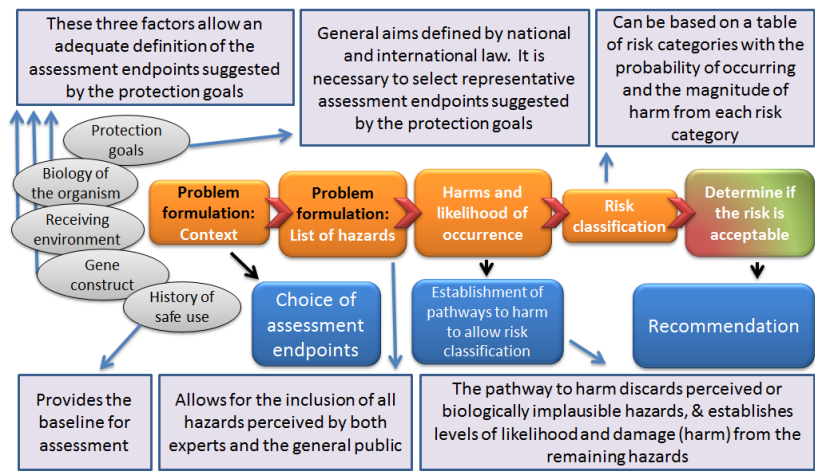 These three factors allow an
adequate definition of the
assessment endpoints suggested
by the protection goals
General aims defined by national
and international law. It is
necessary to select representative
assessment endpoints suggested
by the protection goals
Can be based on a table
of risk categories with the
probability of occurring
and the magnitude of
harm from each risk
category
Protection
goals
Biology of
the organism
Receiving
environment
Gene
construct
History of
safe use
Problem
formulation:
Context
Problem
formulation:
List of hazards
Harms and
likelihood of
occurrence
Risk
classification
Determine if
the risk is
acceptable
Choice of
assessment
endpoints
Establishment of
pathways to harm
to allow risk
classification
Recommendation
Provides the
baseline for
assessment
Allows for the inclusion of all
hazards perceived by both
experts and the general public
The pathway to harm discards perceived or
biologically implausible hazards, & establishes
levels of likelihood and damage (harm) from the
remaining hazards